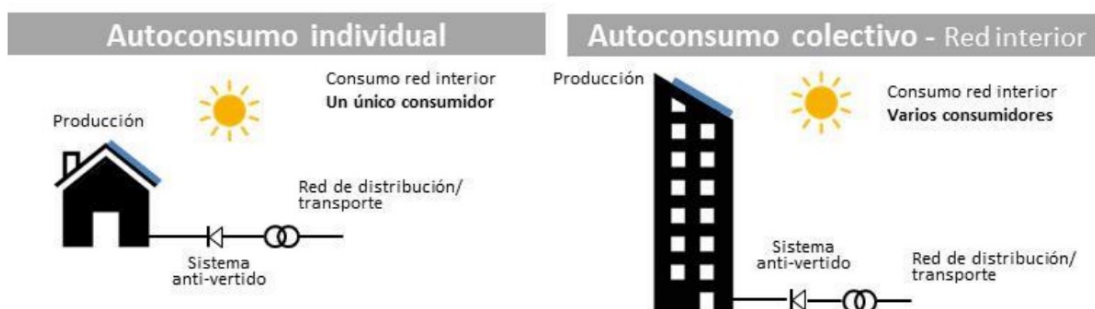 Autoconsumo individual
Consumo red interior
Un único consumidor
Producción
Red de distribución/
transporte
Sistema
anti-vertido
Autoconsumo colectivo - Red interior
Producción
Consumo red interior
Varios consumidores
Sistema
anti-vertido
Red de distribución/
transporte